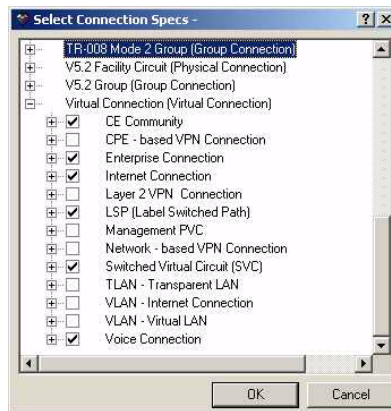 Select Connection Specs -
TR-008 Mode 2 Group (Group Connection)
V5.2 Facility Circuit (Physical Connection)
V5.2 Group (Group Connection)
Virtual Connection (Virtual Connection)
CE Community
CPE - based VPN Connection
Enterprise Connection
Internet Connection
Layer 2 VPN Connection
LSP (Label Switched Path)
Management PVC
Network - based VPN Connection
Switched Virtual Circuit (SVC)
TLAN - Transparent LAN
VLAN - Internet Connection
VLAN - Virtual LAN
Voice Connection
OK Cancel